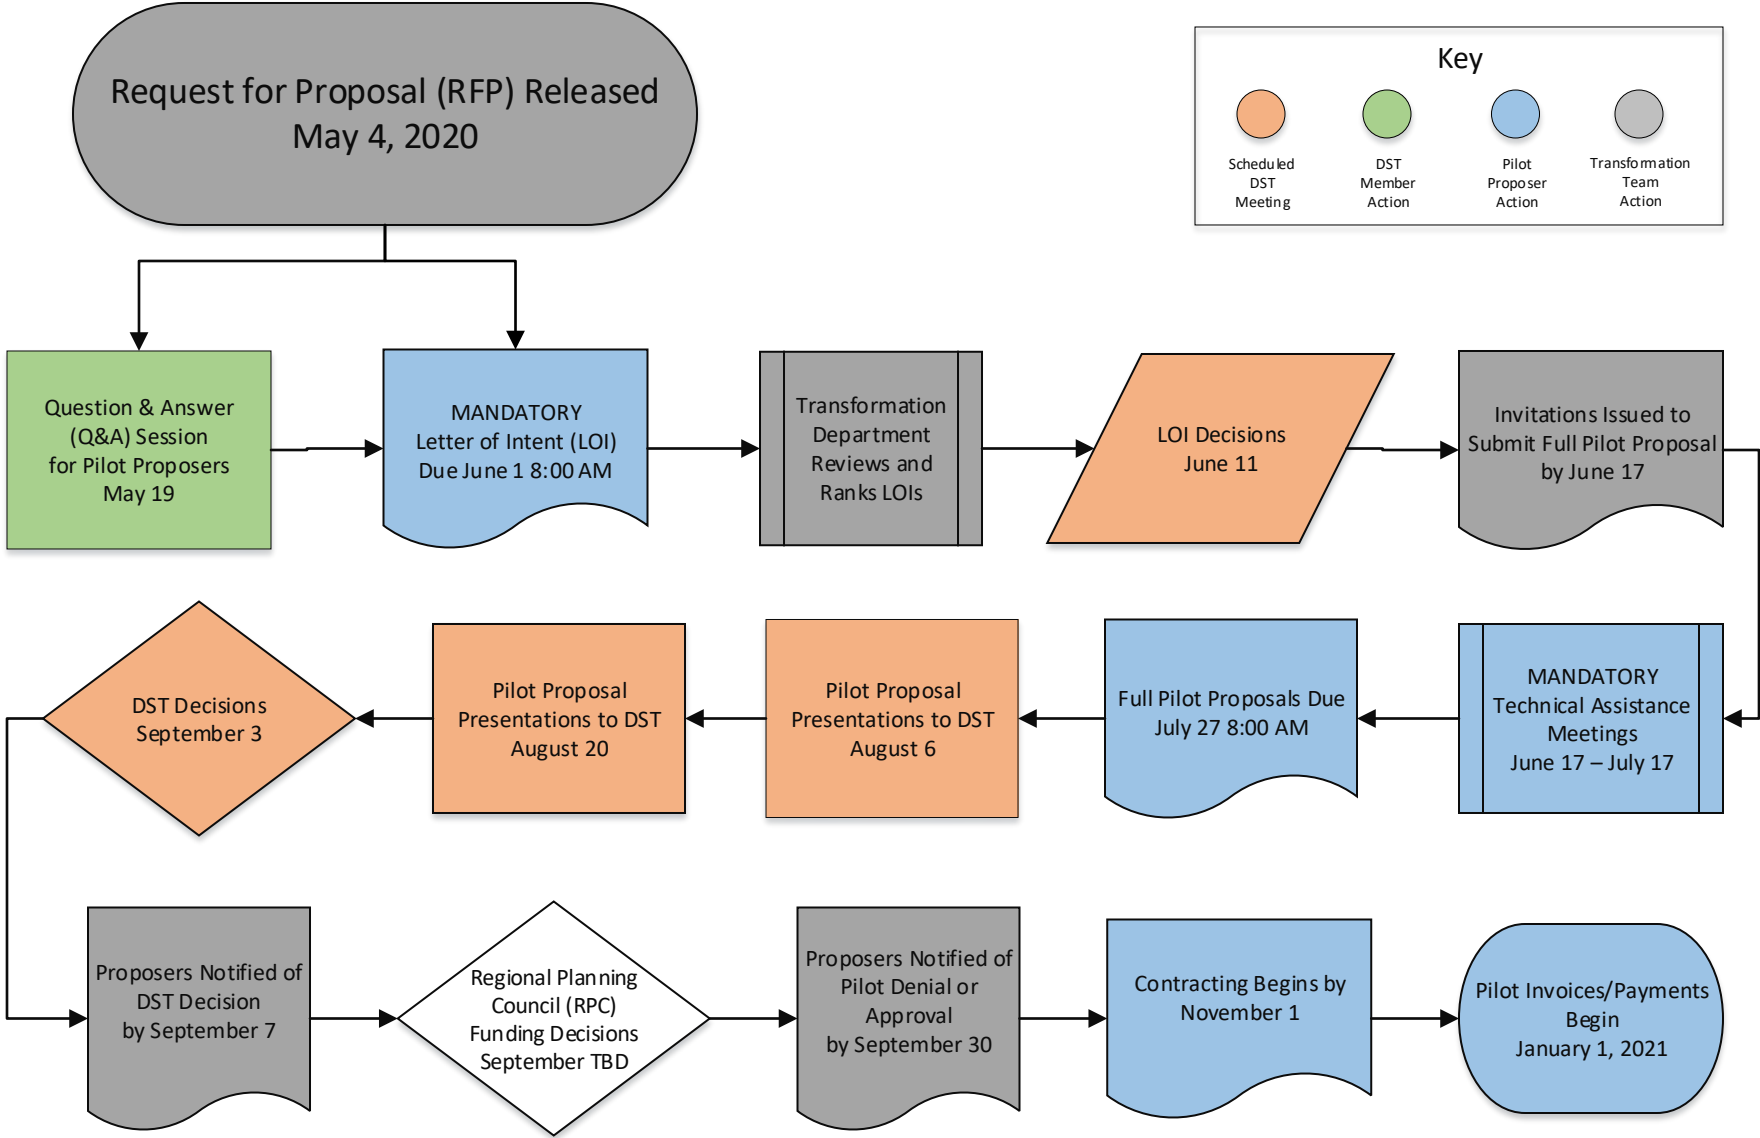 Request for Proposal (RFP) Released
May 4, 2020
Key
Scheduled
DST
Meeting
DST
Member
Action
Pilot
Proposer
Action
Transformation
Team
Action
Question & Answer
(Q&A) Session
for Pilot Proposers
May 19
MANDATORY
Letter of Intent (LOI)
Due June 1 8:00 AM
Transformation
Department
Reviews and
Ranks LOIs
LOI Decisions
June 11
Invitations Issued to
Submit Full Pilot Proposal
by June 17
DST Decisions
September 3
Pilot Proposal
Presentations to DST
August 20
Pilot Proposal
Presentations to DST
August 6
Full Pilot Proposals Due
July 27 8:00 AM
MANDATORY
Technical Assistance
Meetings
June 17 – July 17
Proposers Notified of
DST Decision
by September 7
Regional Planning
Council (RPC)
Funding Decisions
September TBD
Proposers Notified of
Pilot Denial or
Approval
by September 30
Contracting Begins by
November 1
Pilot Invoices/Payments
Begin
January 1, 2021